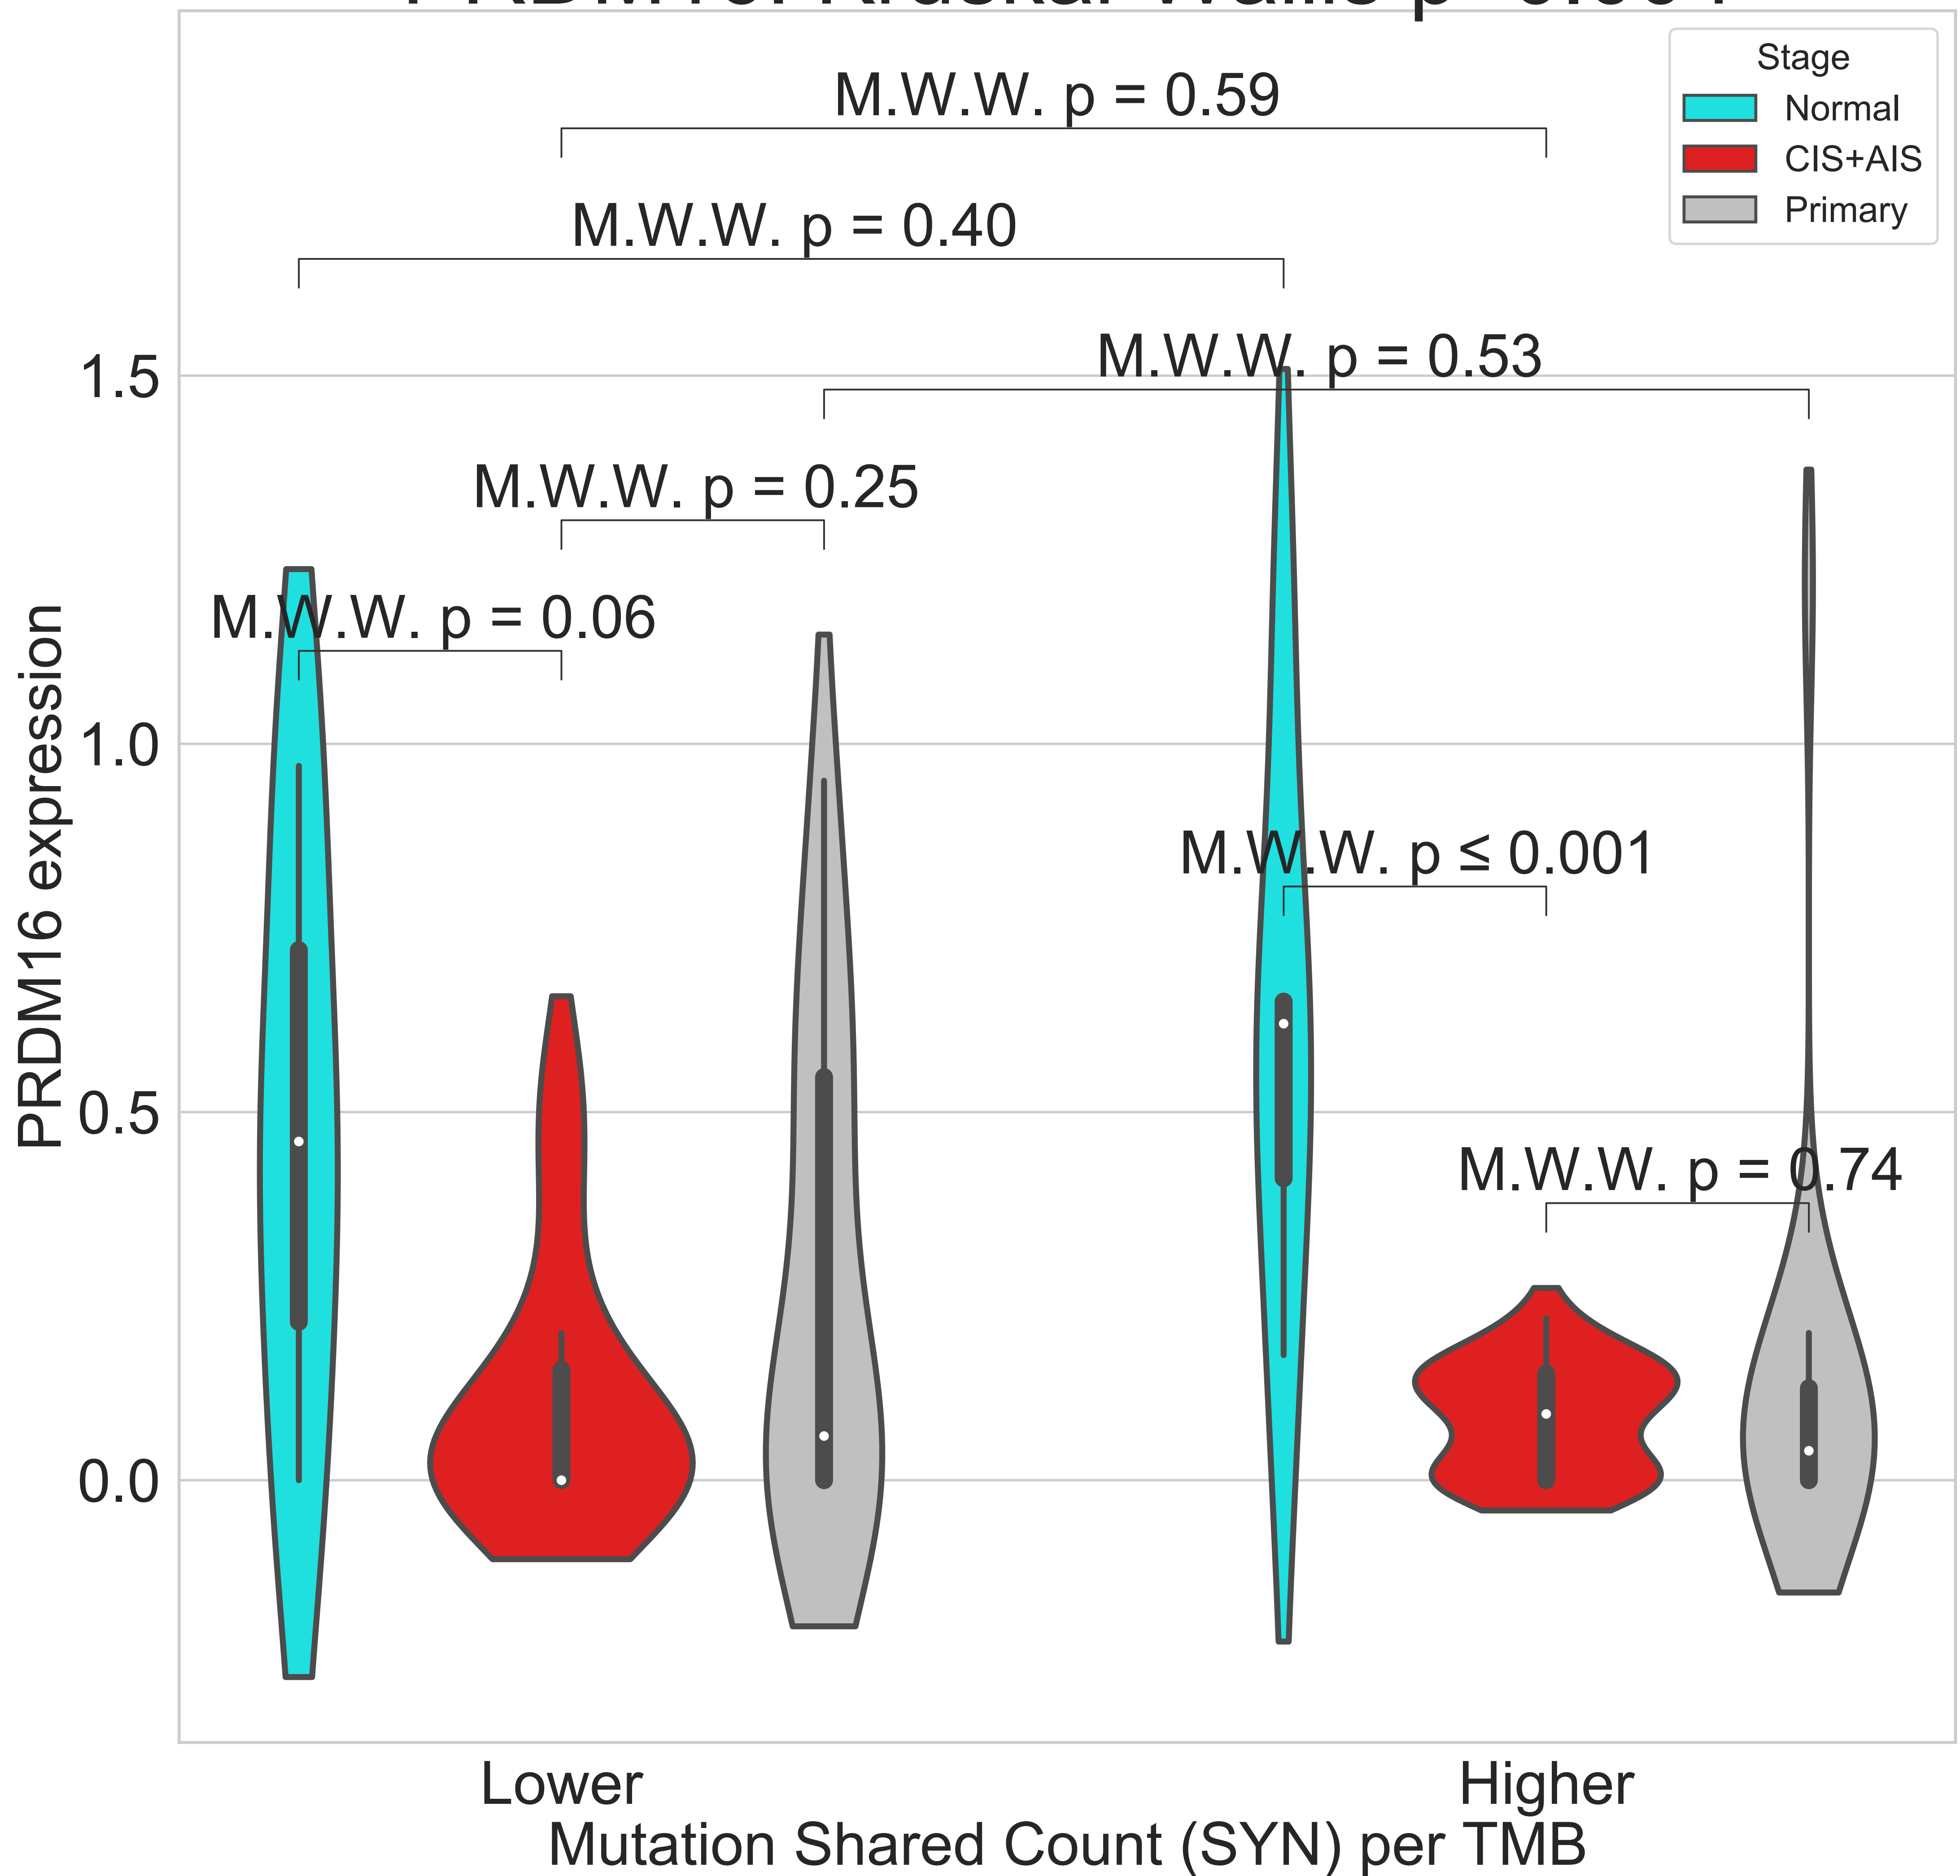 Stage
Normal
CIS+AIS
Primary
M.W.W. p = 0.59
M.W.W. p = 0.40
M.W.W. p = 0.53
M.W.W. p = 0.25
M.W.W. p = 0.06
M.W.W. p ≤ 0.001
M.W.W. p = 0.74
1.5
1.0
0.5
0.0
PRDM16 expression
Lower
Higher
Mutation Shared Count (SYN) per TMB